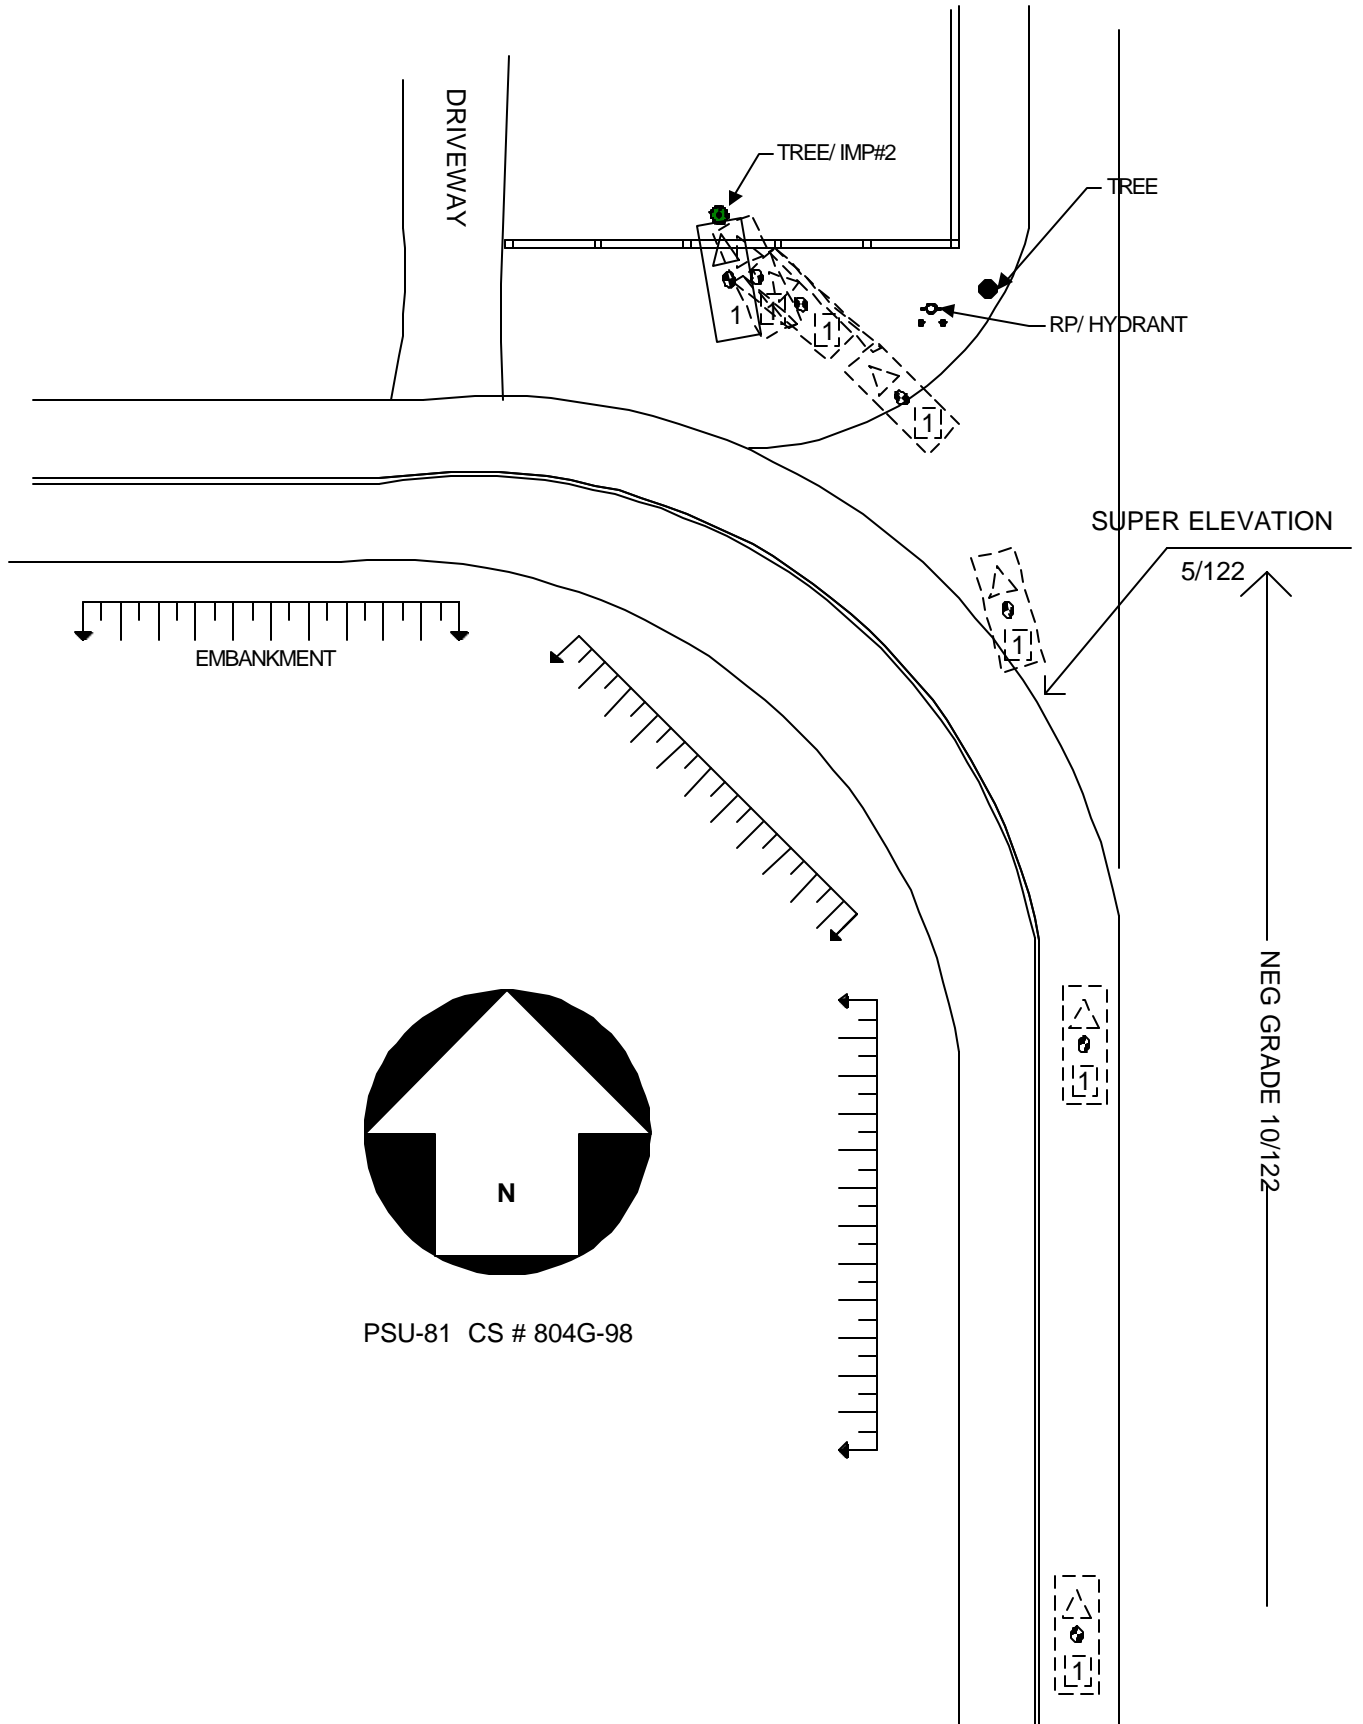 DRIVEWAY
TREE/ IMP#2
TREE
RP/ HYDRANT
1
1
1
1
SUPER ELEVATION
5/122
1
EMBANKMENT
NEG GRADE 10/122
1
N
PSU-81 CS # 804G-98
1